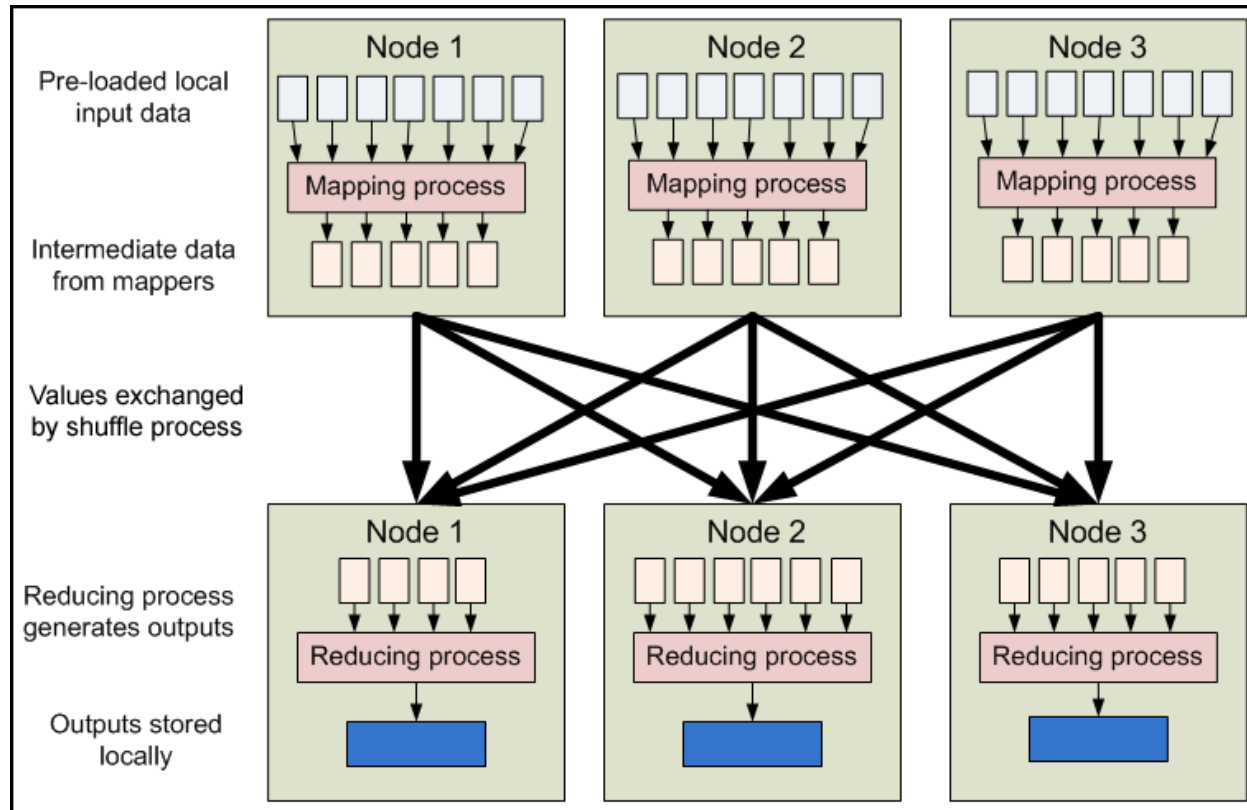 Node 1
Node 2
Node 3
Pre-loaded local
input data
Mapping process
Mapping process
Mapping process
Intermediate data
from mappers
Values exchanged
by shuffle process
Node 1
Node 2
Node 3
Reducing process
generates outputs
Reducing process
Reducing process
Reducing process
Outputs stored
locally